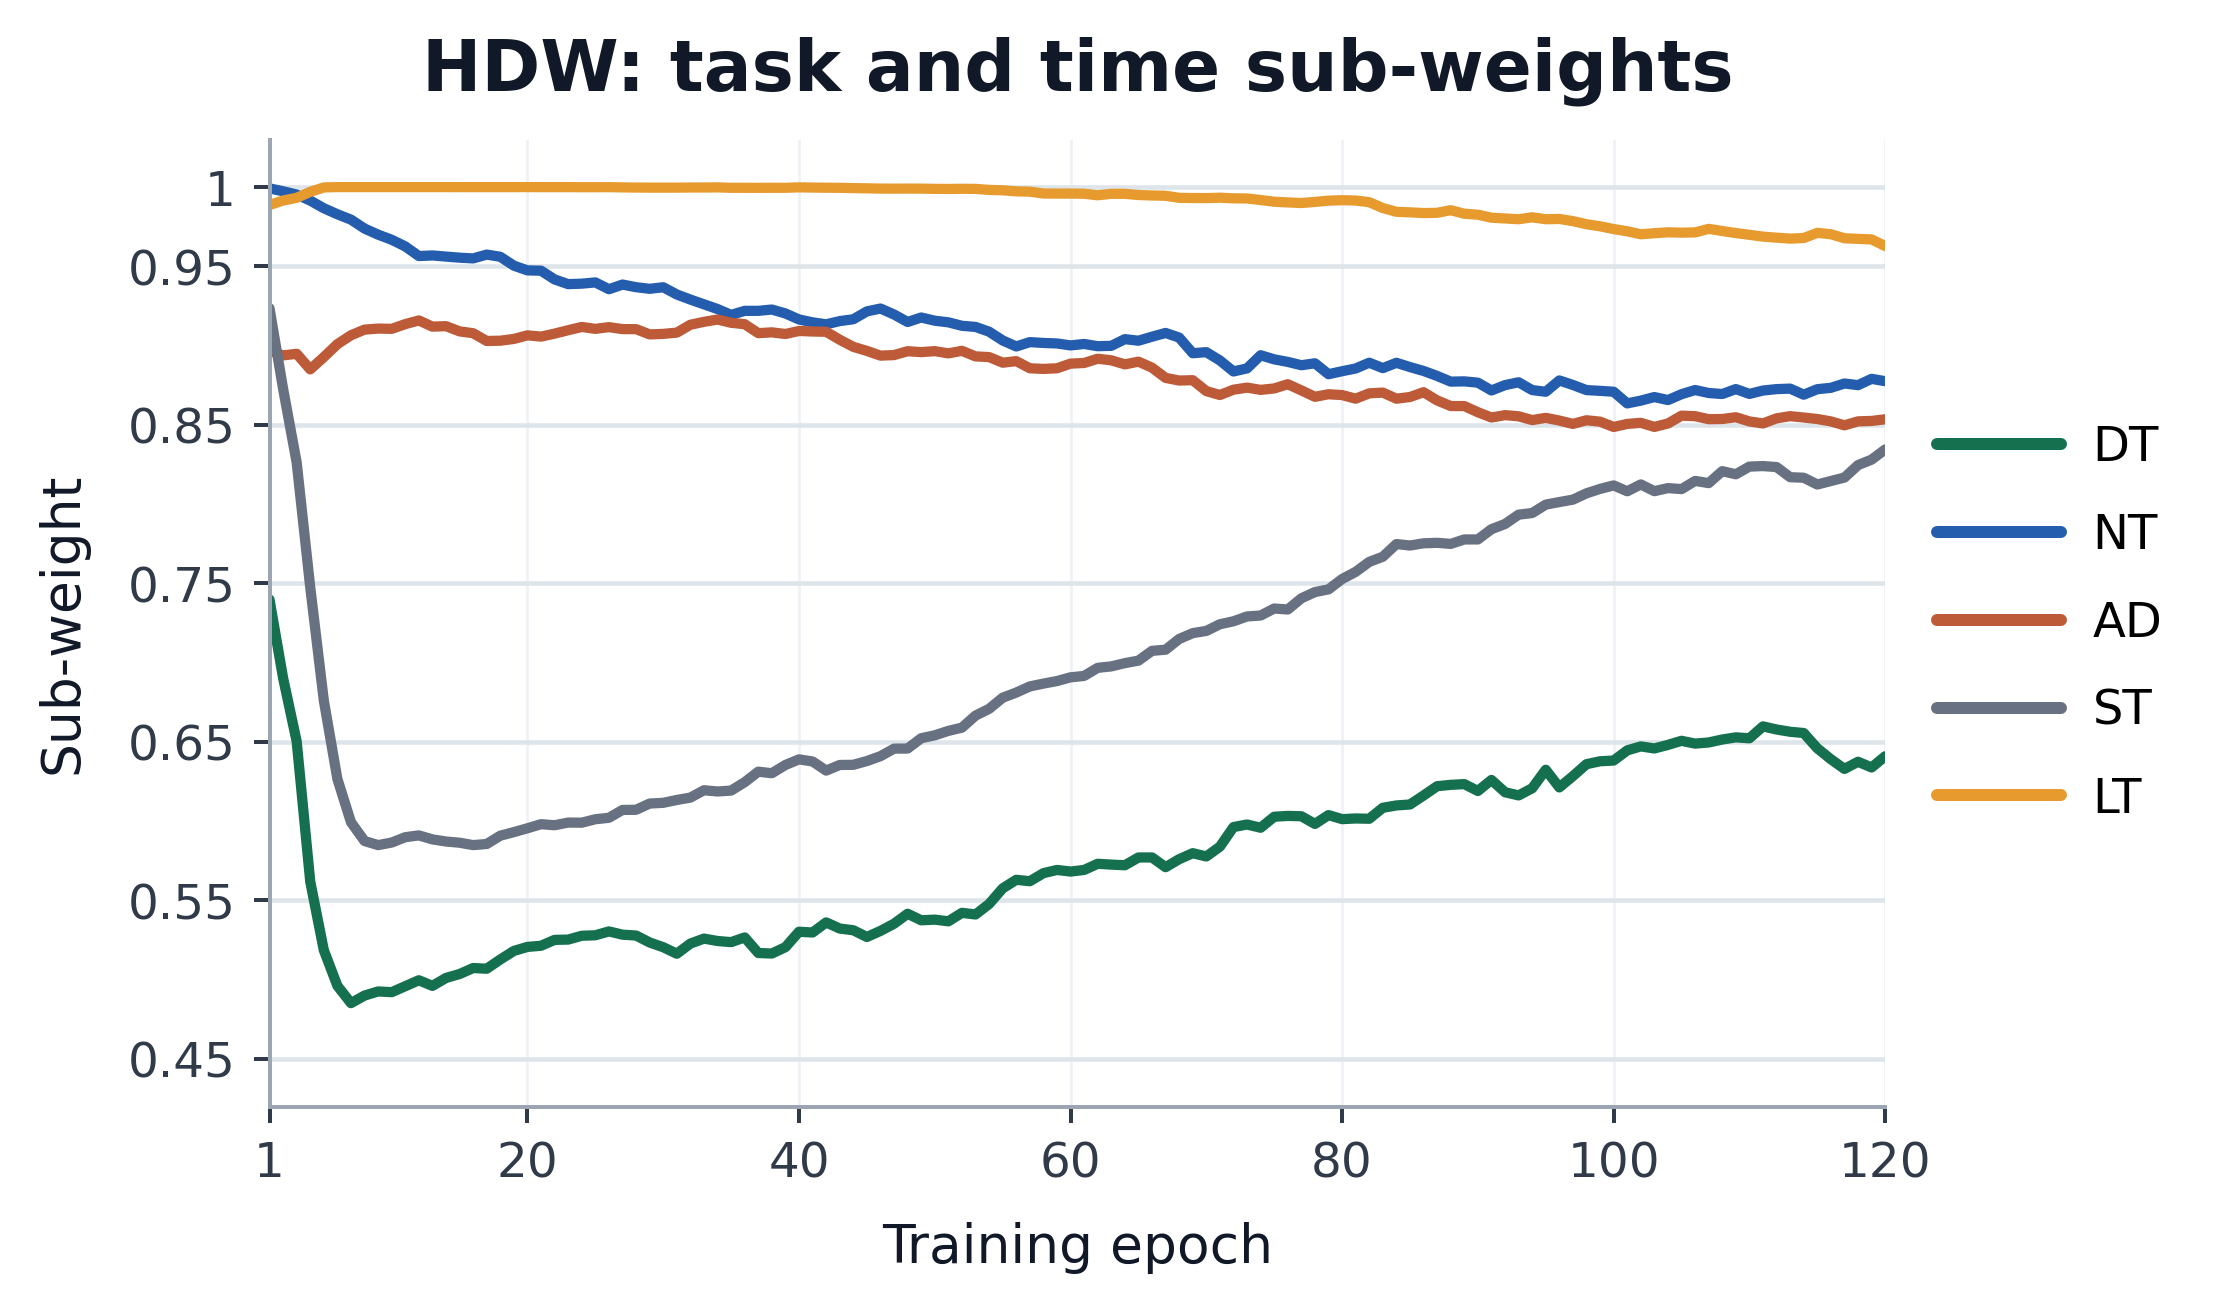 HDW: task and time sub-weights
Sub-weight
1
0.95
0.85
0.75
0.65
0.55
0.45
1
20
40
60
80
100
120
Training epoch
DT
NT
AD
ST
LT